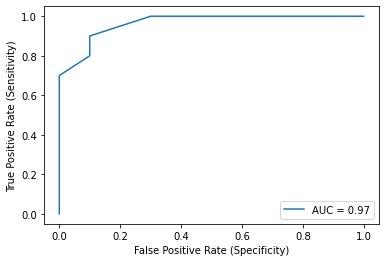 1.0
0.8
0.6
0.4
0.2
0.0
True Positive Rate (Sensitivity)
AUC = 0.97
0.0 0.2 0.4 0.6 0.8 1.0
False Positive Rate (Specificity)